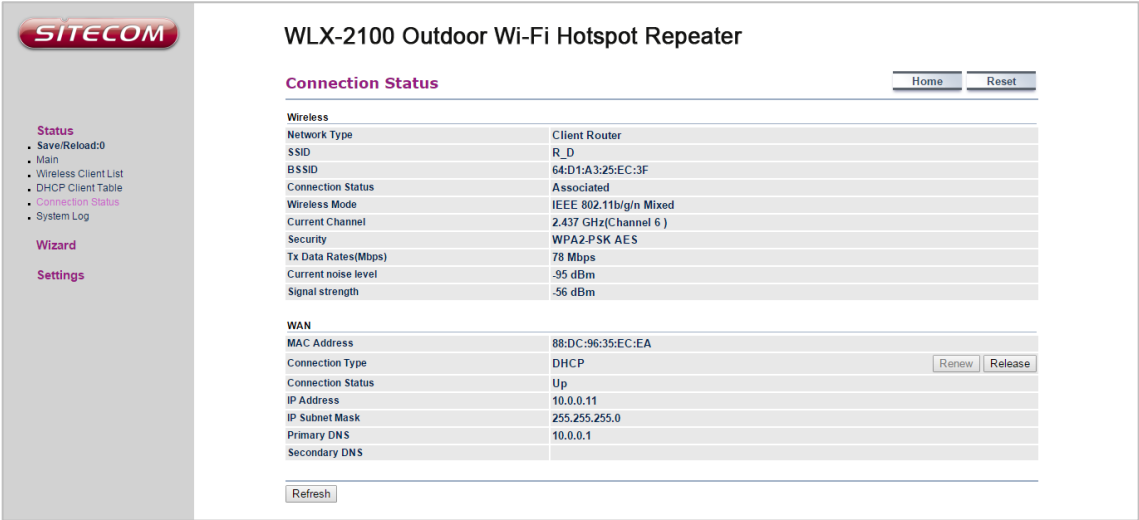 SITECOM
WLX-2100 Outdoor Wi-Fi Hotspot Repeater
Connection Status
Home
Reset
Status
Save/Reload:0
Main
Wireless Client List
DHCP Client Table
Connection Status
System Log
Wizard
Settings
Wireless
Network Type Client Router
SSID R_D
BSSID 64:D1:A3:25:EC:3F
Connection Status Associated
Wireless Mode IEEE 802.11b/g/n Mixed
Current Channel 2.437 GHz(Channel 6 )
Security WPA2-PSK AES
Tx Data Rates(Mbps) 78 Mbps
Current noise level -95 dBm
Signal strength -56 dBm
WAN
MAC Address 88:DC:96:35:EC:EA
Connection Type DHCP Renew Release
Connection Status Up
IP Address 10.0.0.11
IP Subnet Mask 255.255.255.0
Primary DNS 10.0.0.1
Secondary DNS
Refresh